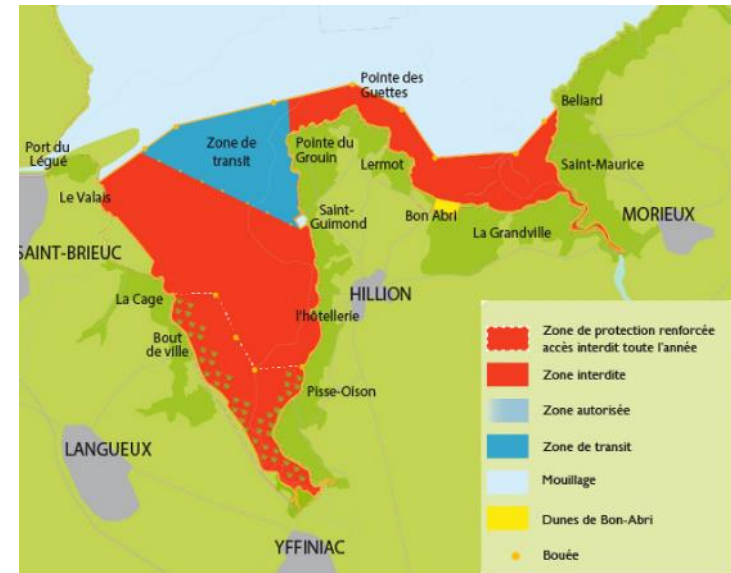 Pointe des
Guettes
Beliard
Port du
Légué
Zone de
transit
Pointe du
Grouin
Lermot
Saint-Maurice
Le Valais
Saint-
Guimond
Bon Abri
La Grandville
MORIEUX
SAINT-BRIEUC
La Cage
HILLION
l'hôtellerie
Bout
de ville
Pisse-Oison
LANGUEUX
YFFINIAC
Zone de protection renforcée
accès interdit toute l'année
Zone interdite
Zone autorisée
Zone de transit
Mouillage
Dunes de Bon-Abri
Bouée